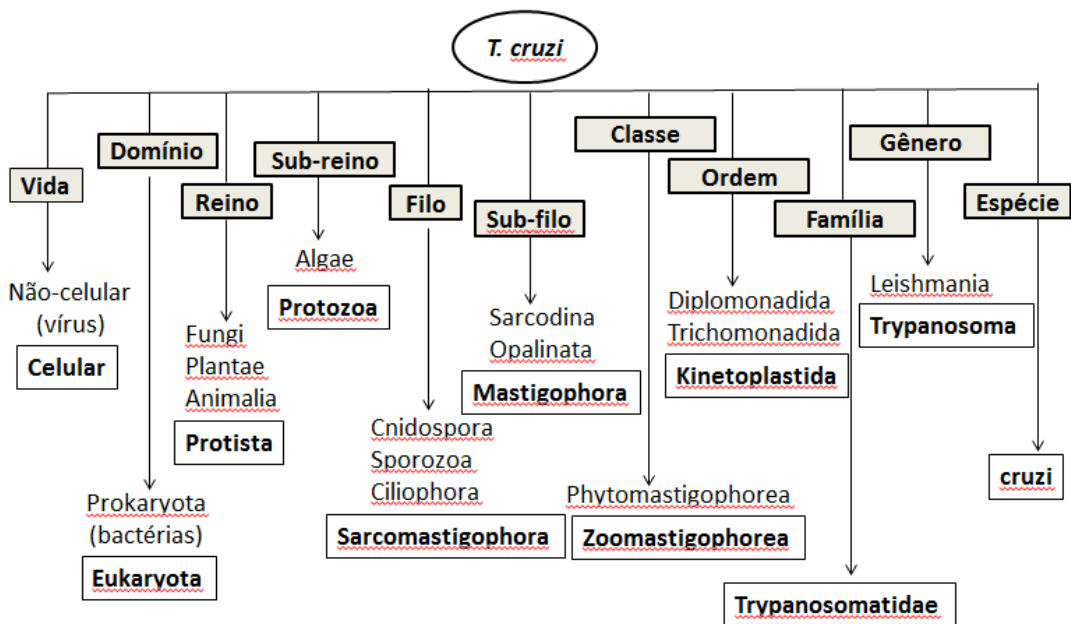 T. cruzi
Vida
Não-celular
(vírus)
Celular
Domínio
Prokaryota
(bactérias)
Eukaryota
Reino
Fungi
Plantae
Animalia
Protista
Sub-reino
Algae
Protozoa
Filo
Cnidospora
Sporozoa
Ciliophora
Sarcomastigophora
Sub-filo
Sarcodina
Opalinata
Mastigophora
Classe
Phytomastigophorea
Zoomastigophorea
Ordem
Diplomonadida
Trichomonadida
Kinetoplastida
Família
Trypanosomatidae
Gênero
Leishmania
Trypanosoma
Espécie
cruzi